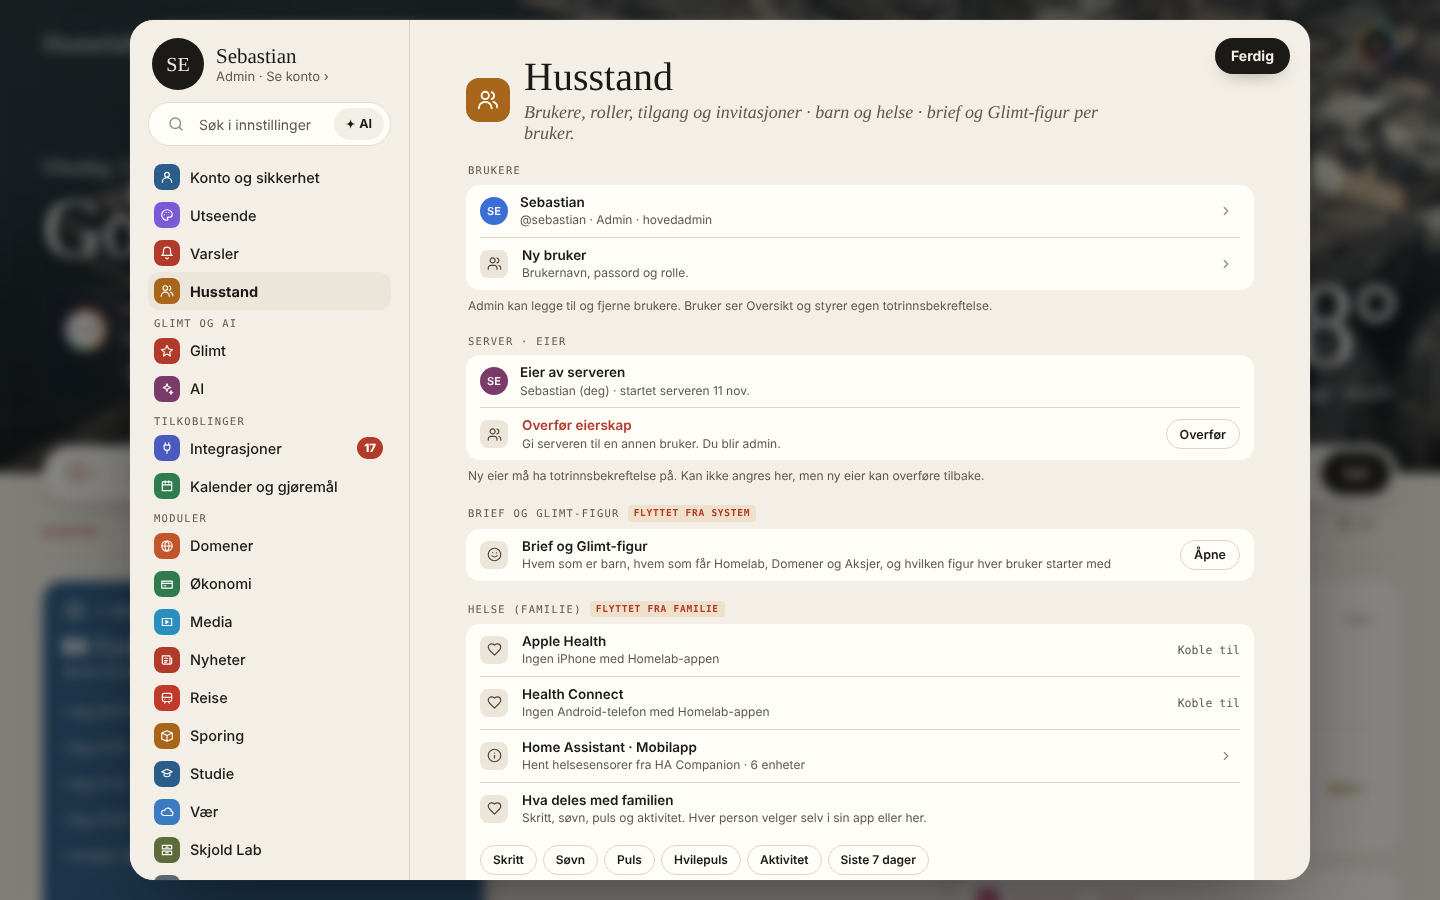 SE
Sebastian
Admin · Se konto ›
Søk i innstillinger
AI
Konto og sikkerhet
Utseende
Varsler
Husstand
GLIMT OG AI
Glimt
AI
TILKOBLINGER
Integrasjoner
17
Kalender og gjøremål
MODULER
Domener
Økonomi
Media
Nyheter
Reise
Sporing
Studie
Vær
Skjold Lab
Ferdig
Husstand
Brukere, roller, tilgang og invitasjoner · barn og helse · brief og Glimt-figur per
bruker.
BRUKERE
SE
Sebastian
@sebastian · Admin · hovedadmin
Ny bruker
Brukernavn, passord og rolle.
Admin kan legge til og fjerne brukere. Bruker ser Oversikt og styrer egen totrinnsbekreftelse.
SERVER · EIER
SE
Eier av serveren
Sebastian (deg) · startet serveren 11 nov.
Overfør eierskap
Gi serveren til en annen bruker. Du blir admin.
Overfør
Ny eier må ha totrinnsbekreftelse på. Kan ikke angres her, men ny eier kan overføre tilbake.
BRIEF OG GLIMT-FIGUR FLYTTET FRA SYSTEM
Brief og Glimt-figur
Hvem som er barn, hvem som får Homelab, Domener og Aksjer, og hvilken figur hver bruker starter med
Åpne
HELSE (FAMILIE) FLYTTET FRA FAMILIE
Apple Health
Ingen iPhone med Homelab-appen
Koble til
Health Connect
Ingen Android-telefon med Homelab-appen
Koble til
Home Assistant · Mobilapp
Hent helsesensorer fra HA Companion · 6 enheter
Hva deles med familien
Skritt, søvn, puls og aktivitet. Hver person velger selv i sin app eller her.
Skritt Søvn Puls Hvilepuls Aktivitet Siste 7 dager
8°